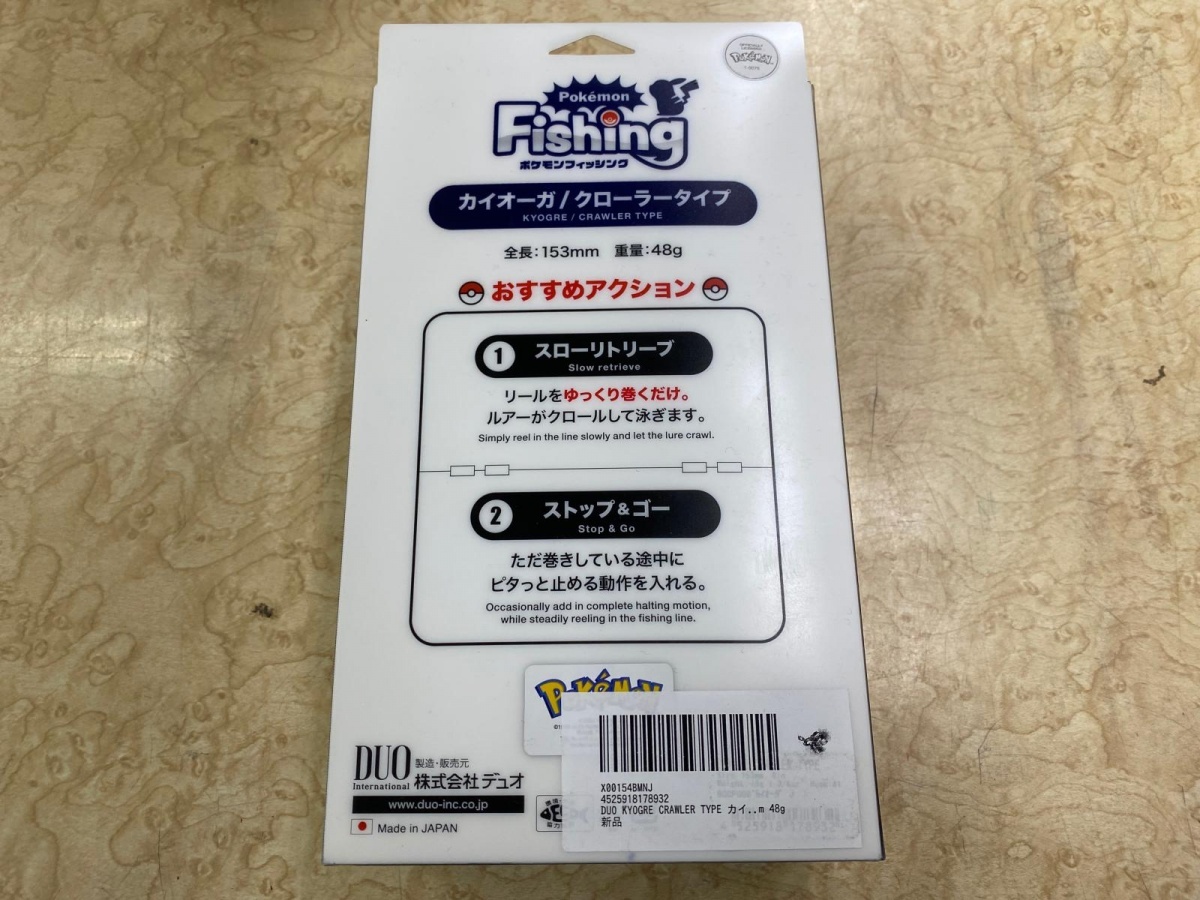 OFFICIALLY LICENSED
POKéMON
Pokémon
Fishing
ポケモンフィッシング
カイオーガ/クローラータイプ
KYOGRE / CRAWLER TYPE
全長:153mm 重量:48g
おすすめアクション
1 スローリトリーブ
Slow retrieve
リールをゆっくり巻くだけ。
ルアーがクロールして泳ぎます。
Simply reel in the line slowly and let the lure crawl.
2 ストップ&ゴー
Stop & Go
ただ巻きしている途中に
ピタっと止める動作を入れる。
Occasionally add in complete halting motion,
while steadily reeling in the fishing line.
POKéMON
DUO
International
製造・販売元
株式会社デュオ
www.duo-inc.co.jp
Made in JAPAN
X00154BMNJ
4525918178932
DUO KYOGRE CRAWLER TYPE カイ..m 48g
新品